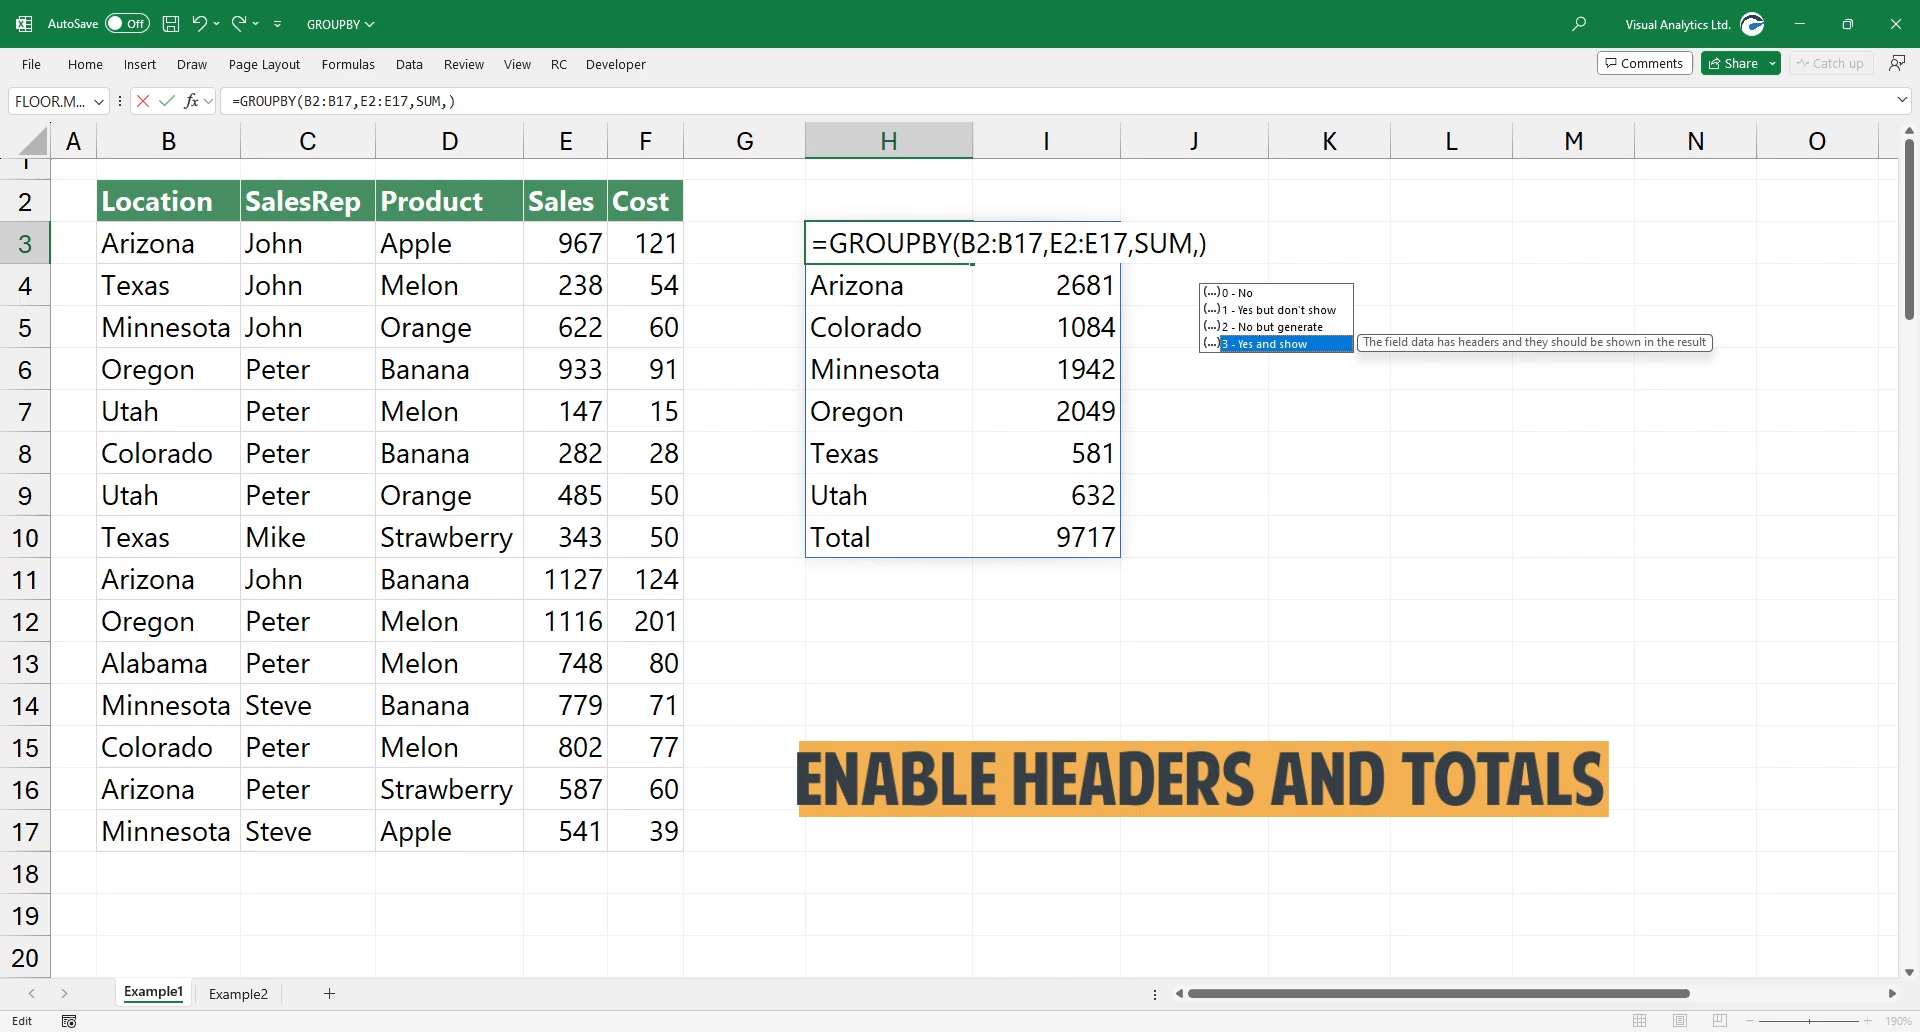 AutoSave Off GROUPBY Visual Analytics Ltd.
File Home Insert Draw Page Layout Formulas Data Review View RC Developer Comments Share Catch up
FLOOR.M... fx =GROUPBY(B2:B17,E2:E17,SUM,)
A B C D E F G H I J K L M N O
1
2 Location SalesRep Product Sales Cost
3 Arizona John Apple 967 121 =GROUPBY(B2:B17,E2:E17,SUM,)
4 Texas John Melon 238 54 Arizona 2681
(...) 0 - No
(...) 1 - Yes but don't show
5 Minnesota John Orange 622 60 Colorado 1084
(...) 2 - No but generate
(...) 3 - Yes and show The field data has headers and they should be shown in the result
6 Oregon Peter Banana 933 91 Minnesota 1942
7 Utah Peter Melon 147 15 Oregon 2049
8 Colorado Peter Banana 282 28 Texas 581
9 Utah Peter Orange 485 50 Utah 632
10 Texas Mike Strawberry 343 50 Total 9717
11 Arizona John Banana 1127 124
12 Oregon Peter Melon 1116 201
13 Alabama Peter Melon 748 80
14 Minnesota Steve Banana 779 71
15 Colorado Peter Melon 802 77
ENABLE HEADERS AND TOTALS
16 Arizona Peter Strawberry 587 60
17 Minnesota Steve Apple 541 39
18
19
20
Example1 Example2
Edit 190%